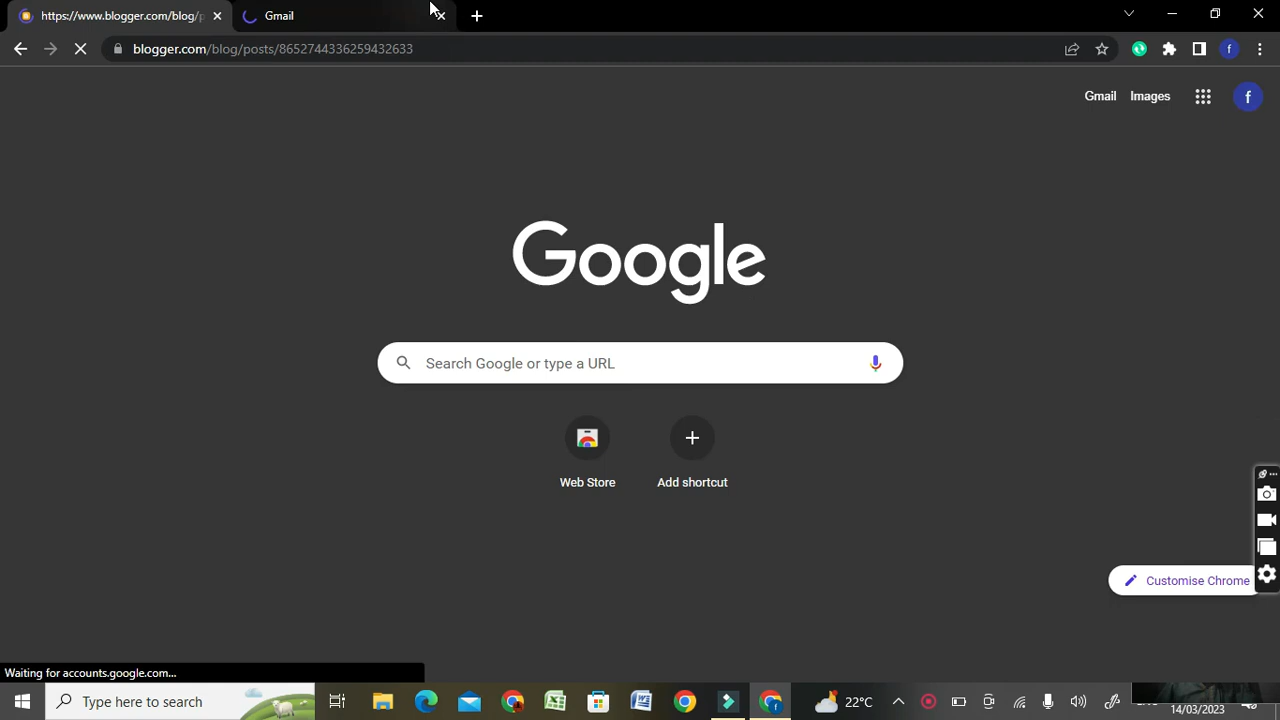 https://www.blogger.com/blog/p
Gmail
blogger.com/blog/posts/8652744336259432633
f
Gmail
Images
f
Google
Search Google or type a URL
Web Store
Add shortcut
Customise Chrome
Waiting for accounts.google.com...
Type here to search
22°C
14/03/2023